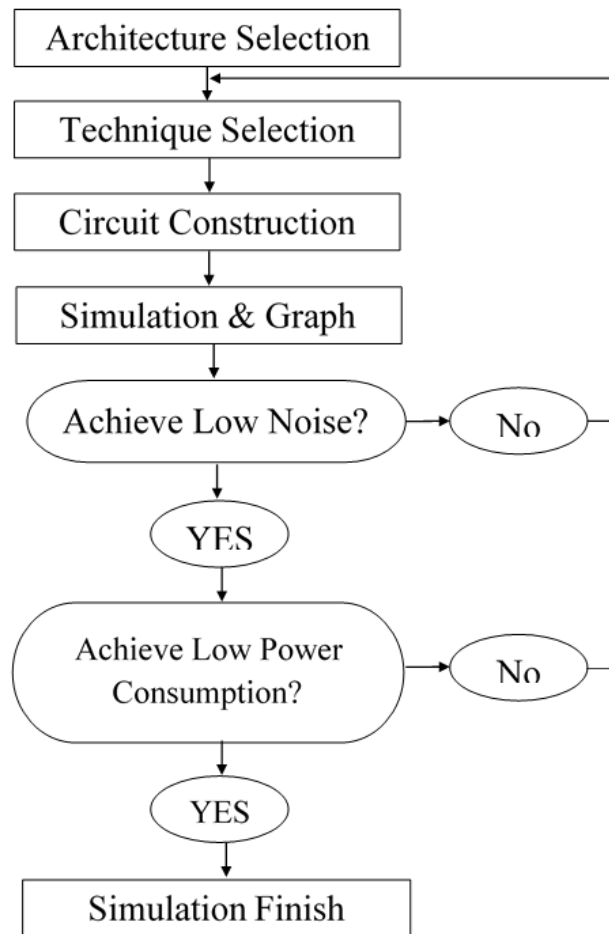 Architecture Selection
Technique Selection
Circuit Construction
Simulation & Graph
Achieve Low Noise?
No
YES
Achieve Low Power
Consumption?
No
YES
Simulation Finish